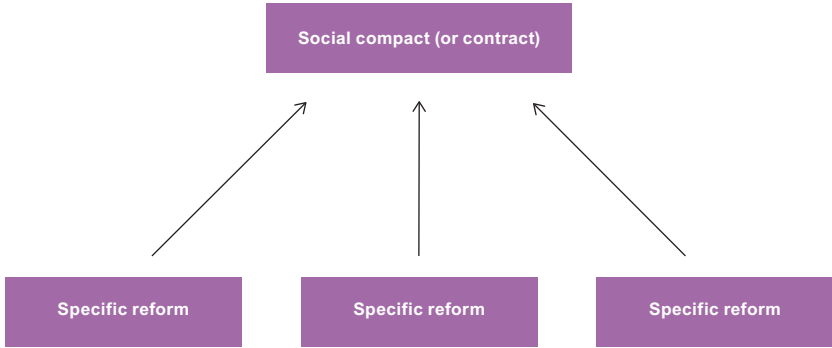 Social compact (or contract)
Specific reform
Specific reform
Specific reform